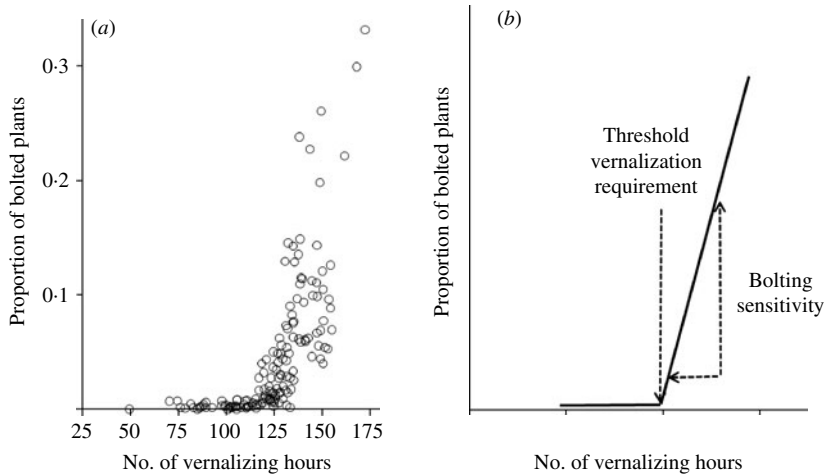 (a)
Proportion of bolted plants
0·3
0·2
0·1
0
25
50
75
100
125
150
175
No. of vernalizing hours
(b)
Proportion of bolted plants
Threshold
vernalization
requirement
Bolting
sensitivity
No. of vernalizing hours